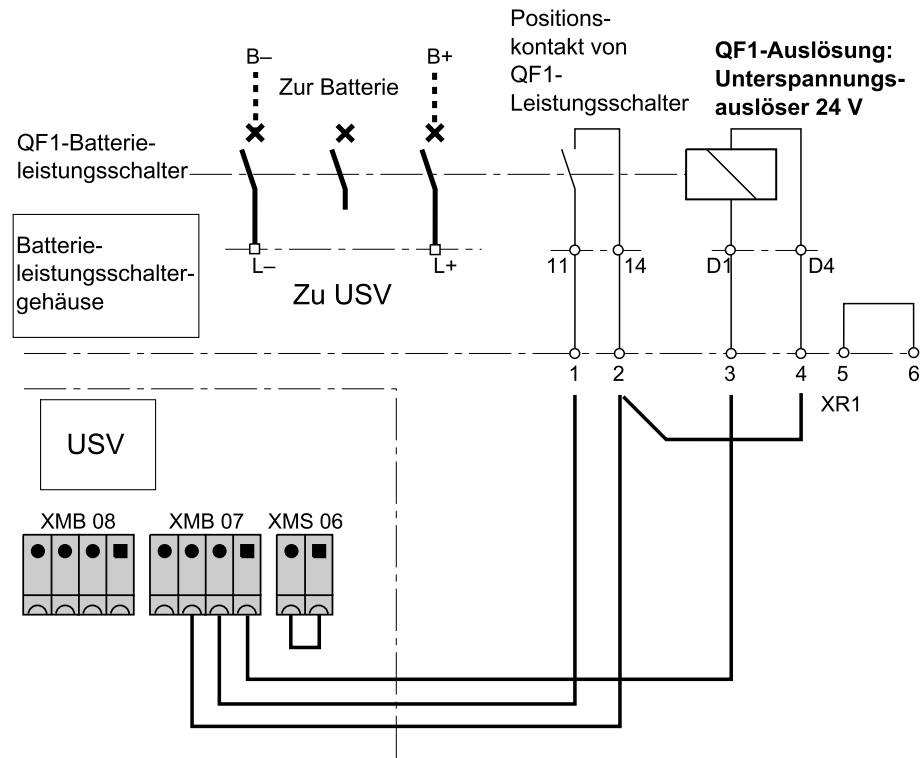 Positions-
kontakt von
QF1-
Leistungsschalter
QF1-Auslösung:
Unterspannungs-
auslöser 24 V
B–
B+
Zur Batterie
QF1-Batterie-
leistungsschalter
Batterie-
leistungsschalter-
gehäuse
L–
L+
Zu USV
11
14
D1
D4
1
2
3
4
5
6
XR1
USV
XMB 08
XMB 07
XMS 06